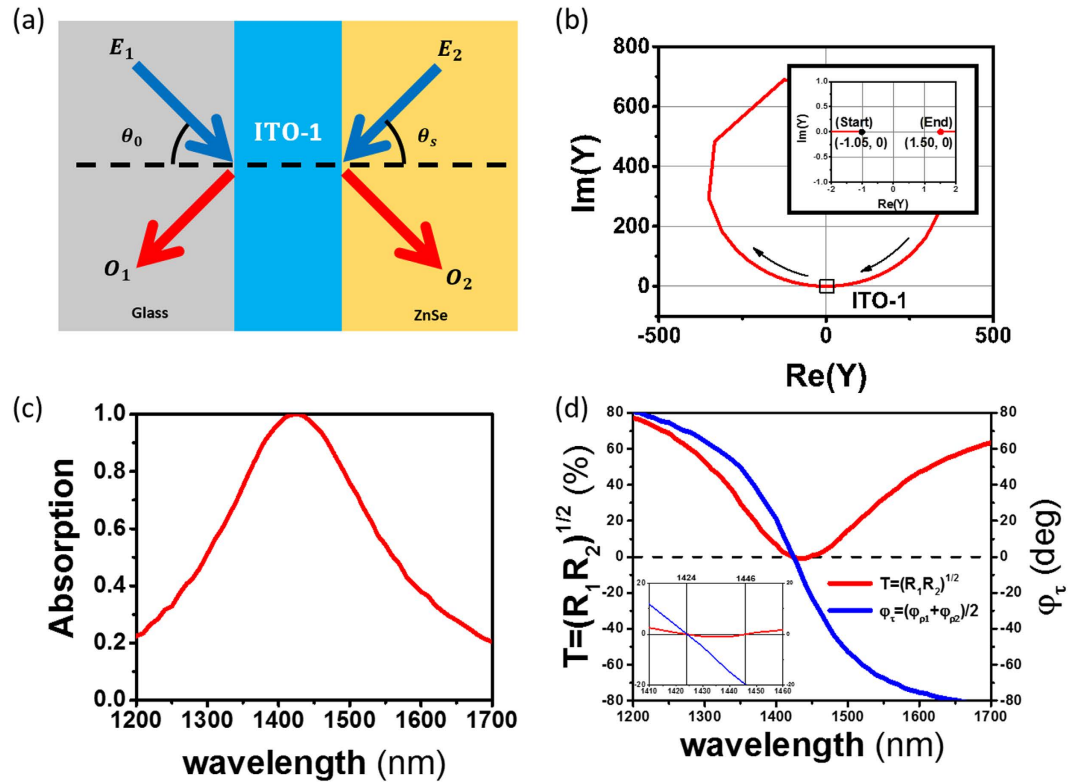 (a)
E₁
E₂
ITO-1
θ₀
θₛ
O₁
O₂
Glass
ZnSe
(b)
800
600
400
200
0
-500
0
500
Im(Y)
Re(Y)
ITO-1
1.0
0.5
0.0
-0.5
-1.0
-2
-1
0
1
2
Im(Y)
Re(Y)
(Start)
(-1.05, 0)
(End)
(1.50, 0)
(c)
1.0
0.8
0.6
0.4
0.2
0.0
1200
1300
1400
1500
1600
1700
Absorption
wavelength (nm)
(d)
80
60
40
20
0
-20
-40
-60
-80
T=(R₁ R₂)^1/2 (%)
80
60
40
20
0
-20
-40
-60
-80
φτ (deg)
T=(R₁R₂)^1/2
φτ=(φρ1+φρ2)/2
1424
1446
20
0
-20
20
0
-20
1410
1420
1430
1440
1450
1460
1200
1300
1400
1500
1600
1700
wavelength (nm)